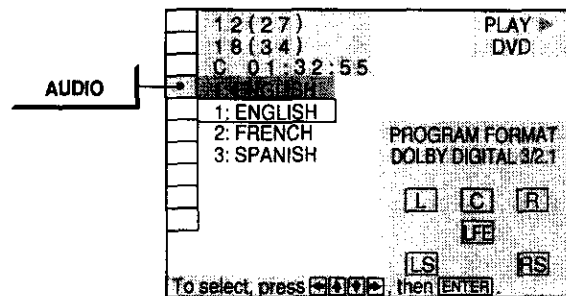 12(27)
18(34)
C 01:32:55
1: ENGLISH
AUDIO
1: ENGLISH
2: FRENCH
3: SPANISH
PLAY
DVD
PROGRAM FORMAT
DOLBY DIGITAL 3/2.1
L C R
LFE
LS RS
To select, press , then ENTER .